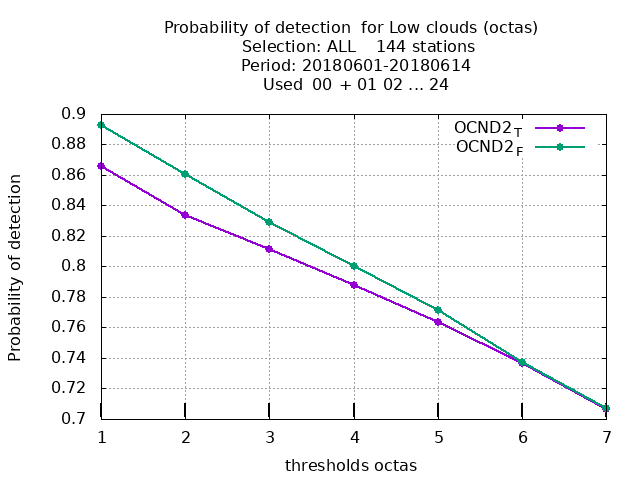 Probability of detection  for Low clouds (octas)
Selection: ALL    144 stations
Period: 20180601-20180614
Used  00 + 01 02 ... 24
OCND2T
OCND2F
Probability of detection
0.9
0.88
0.86
0.84
0.82
0.8
0.78
0.76
0.74
0.72
0.7
1 2 3 4 5 6 7
thresholds octas